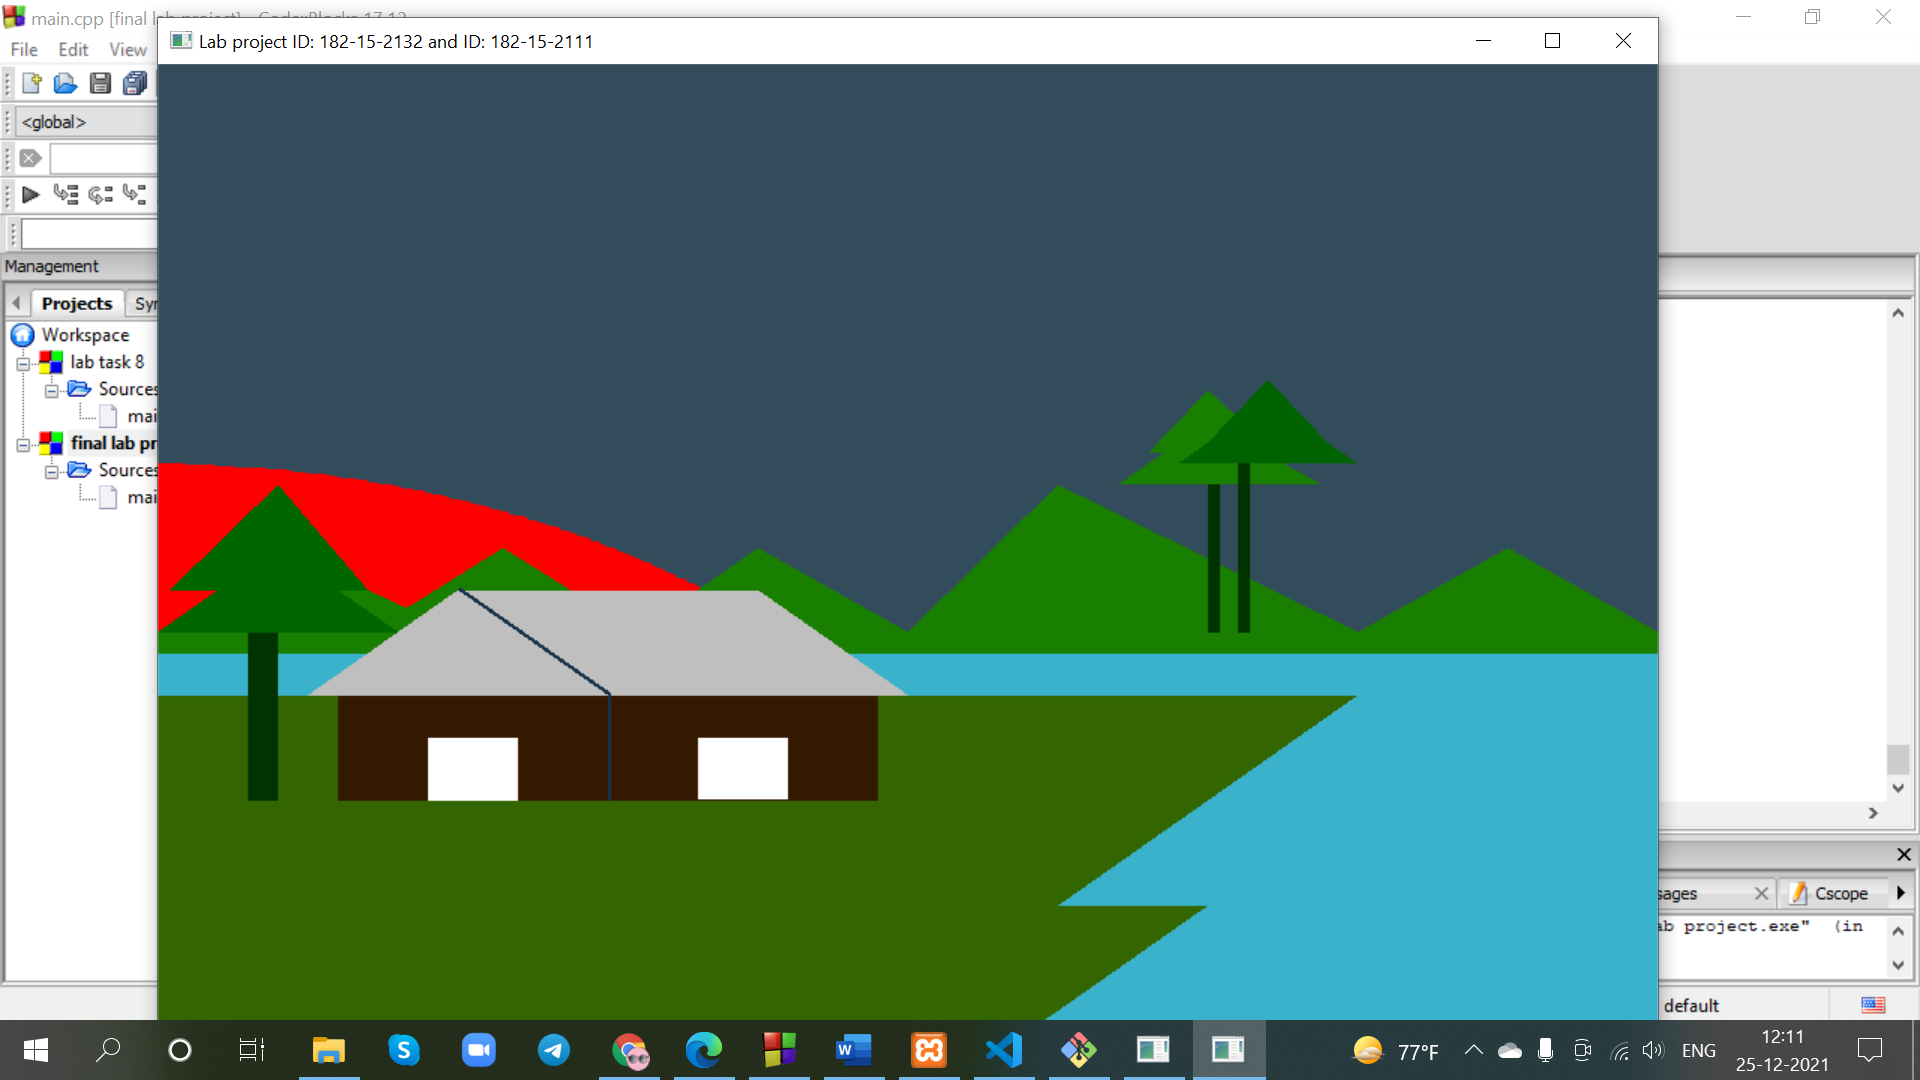 main.cpp [final lab project] - Code::Blocks 17.12
Lab project ID: 182-15-2132 and ID: 182-15-2111
File Edit View
<global>
Management
Projects Syr
Workspace
lab task 8
Sources
mai
final lab pr
Sources
mai
sages Cscope
ab project.exe" (in
default
77°F ENG 12:11
25-12-2021